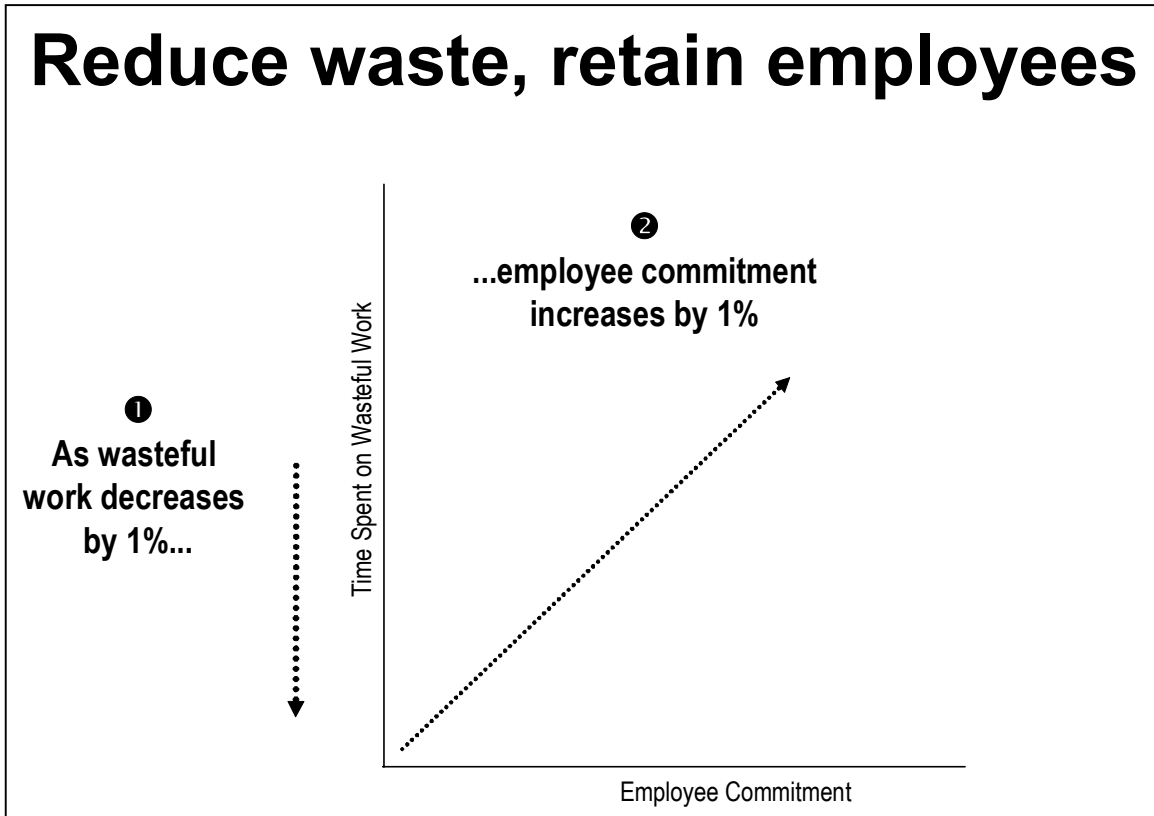 Reduce waste, retain employees
❷
...employee commitment
increases by 1%
Time Spent on Wasteful Work
❶
As wasteful
work decreases
by 1%...
Employee Commitment